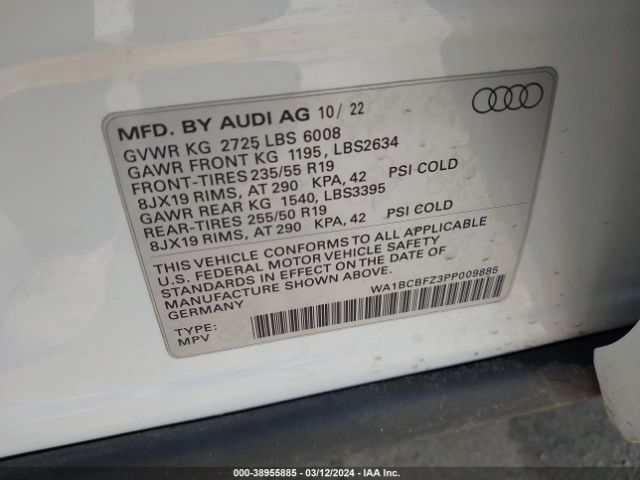 MFD. BY AUDI AG 10/ 22
GVWR KG 2725 LBS 6008
GAWR FRONT KG 1195, LBS2634
FRONT-TIRES 235/55 R19
8JX19 RIMS, AT 290 KPA, 42 PSI COLD
GAWR REAR KG 1540, LBS3395
REAR-TIRES 255/50 R19
8JX19 RIMS, AT 290 KPA, 42 PSI COLD
THIS VEHICLE CONFORMS TO ALL APPLICABLE
U.S. FEDERAL MOTOR VEHICLE SAFETY
STANDARDS IN EFFECT ON THE DATE OF
MANUFACTURE SHOWN ABOVE.
GERMANY
WA1BCBFZ3PP009885
TYPE:
MPV
000-38955885 - 03/12/2024 - IAA Inc.